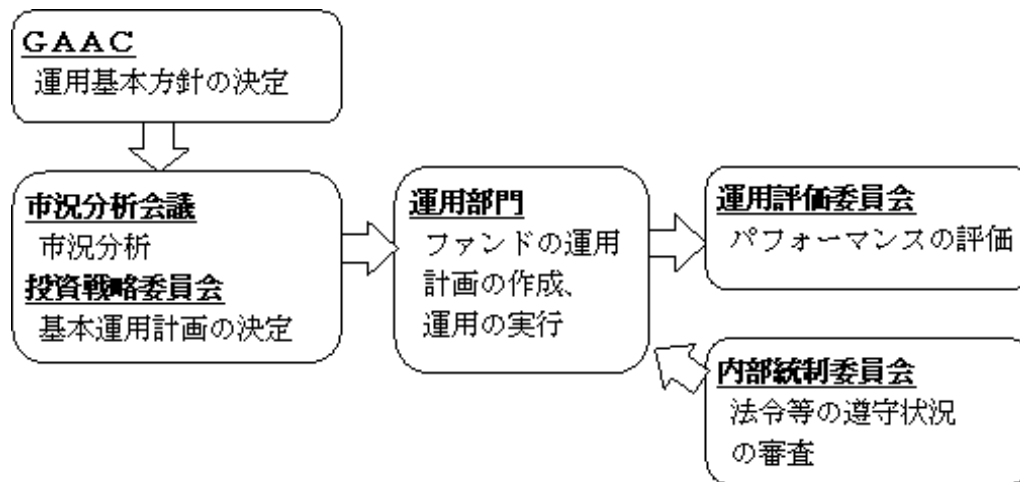 ＧＡＡＣ
運用基本方針の決定
市況分析会議
市況分析
投資戦略委員会
基本運用計画の決定
運用部門
ファンドの運用
計画の作成、
運用の実行
運用評価委員会
パフォーマンスの評価
内部統制委員会
法令等の遵守状況
の審査